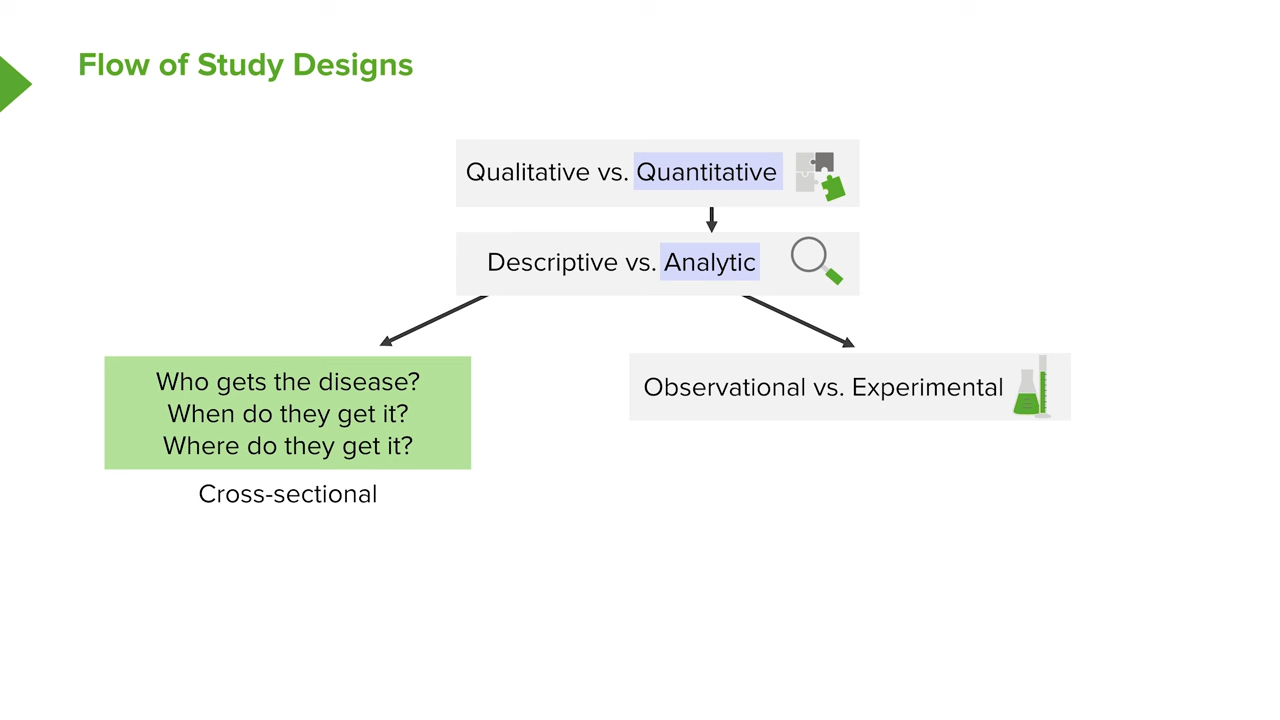 Flow of Study Designs
Qualitative vs. Quantitative
Descriptive vs. Analytic
Who gets the disease?
When do they get it?
Where do they get it?
Cross-sectional
Observational vs. Experimental